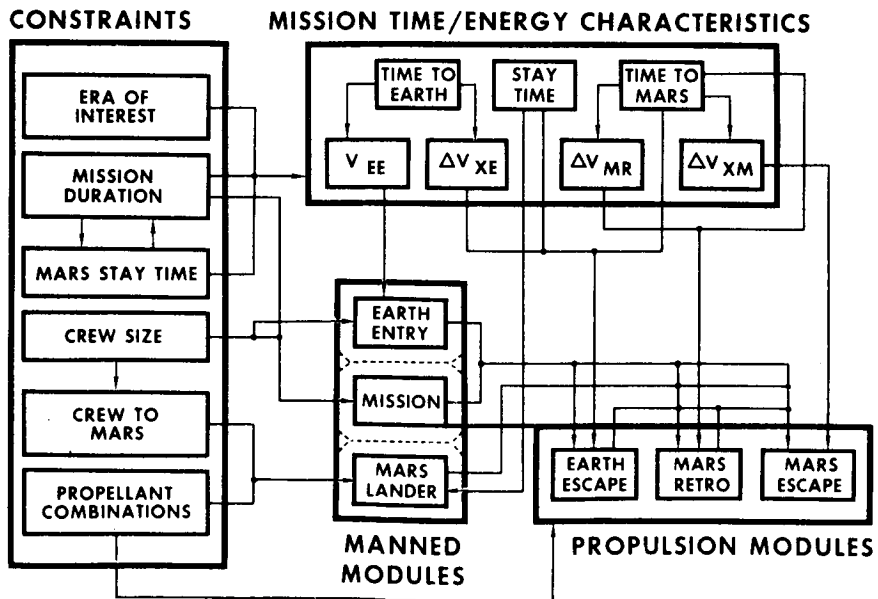 CONSTRAINTS
MISSION TIME/ENERGY CHARACTERISTICS
ERA OF
INTEREST
MISSION
DURATION
MARS STAY TIME
CREW SIZE
CREW TO
MARS
PROPELLANT
COMBINATIONS
TIME TO
EARTH
STAY
TIME
TIME TO
MARS
V EE
ΔV XE
ΔV MR
ΔV XM
EARTH
ENTRY
MISSION
MARS
LANDER
MANNED
MODULES
EARTH
ESCAPE
MARS
RETRO
MARS
ESCAPE
PROPULSION MODULES